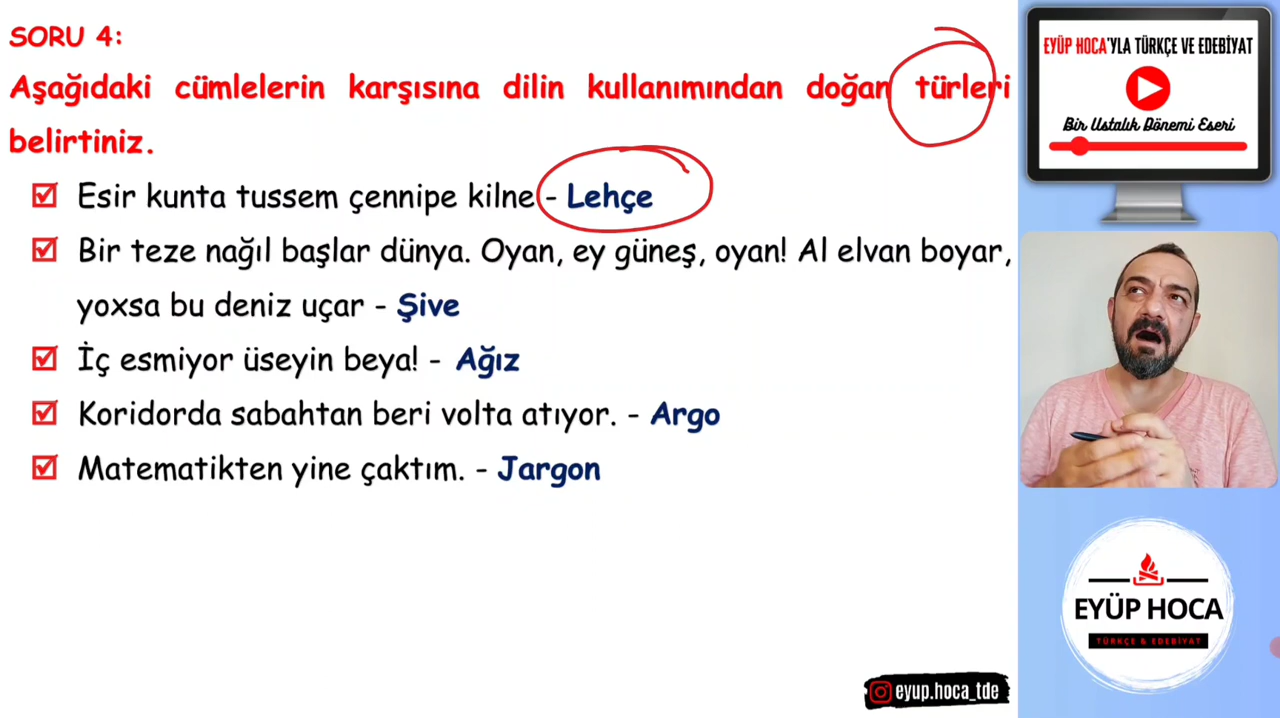 SORU 4:
Aşağıdaki cümlelerin karşısına dilin kullanımından doğan türleri
belirtiniz.
Esir kunta tussem çennipe kilne - Lehçe
Bir teze nağıl başlar dünya. Oyan, ey güneş, oyan! Al elvan boyar,
yoxsa bu deniz uçar - Şive
İç esmiyor üseyin beya! - Ağız
Koridorda sabahtan beri volta atıyor. - Argo
Matematikten yine çaktım. - Jargon
EYÜP HOCA'YLA TÜRKÇE VE EDEBİYAT
Bir Ustalık Dönemi Eseri
EYÜP HOCA
TÜRKÇE & EDEBİYAT
eyup.hoca_tde